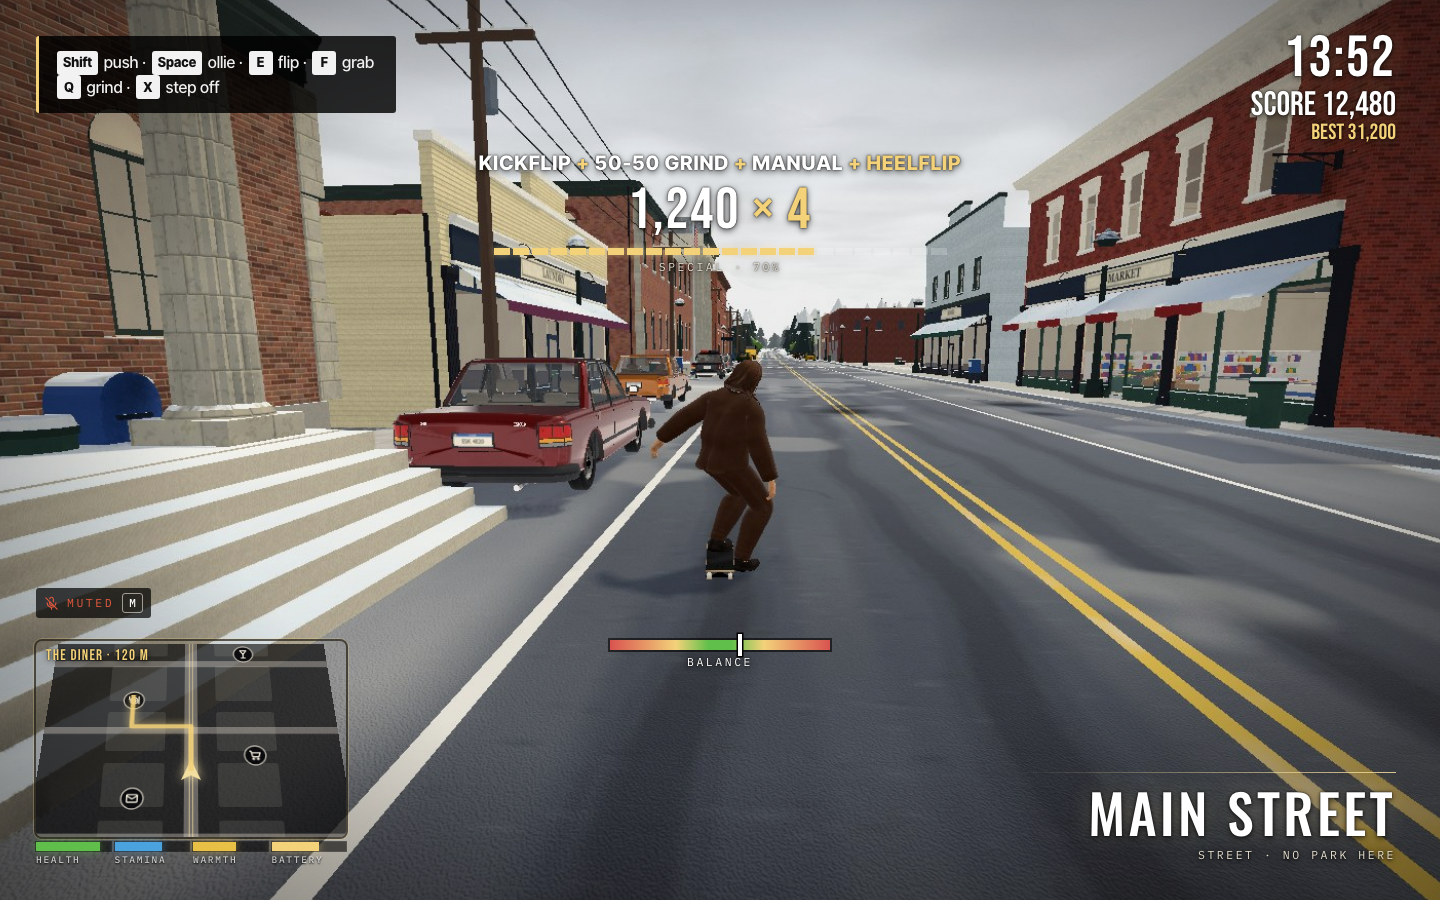 Shift push · Space ollie · E flip · F grab
Q grind · X step off
13:52
SCORE 12,480
BEST 31,200
KICKFLIP + 50-50 GRIND + MANUAL + HEELFLIP
1,240 × 4
SPECIAL · 70%
MARKET
MUTED M
BALANCE
THE DINER · 120 M
HEALTH STAMINA WARMTH BATTERY
MAIN STREET
STREET · NO PARK HERE